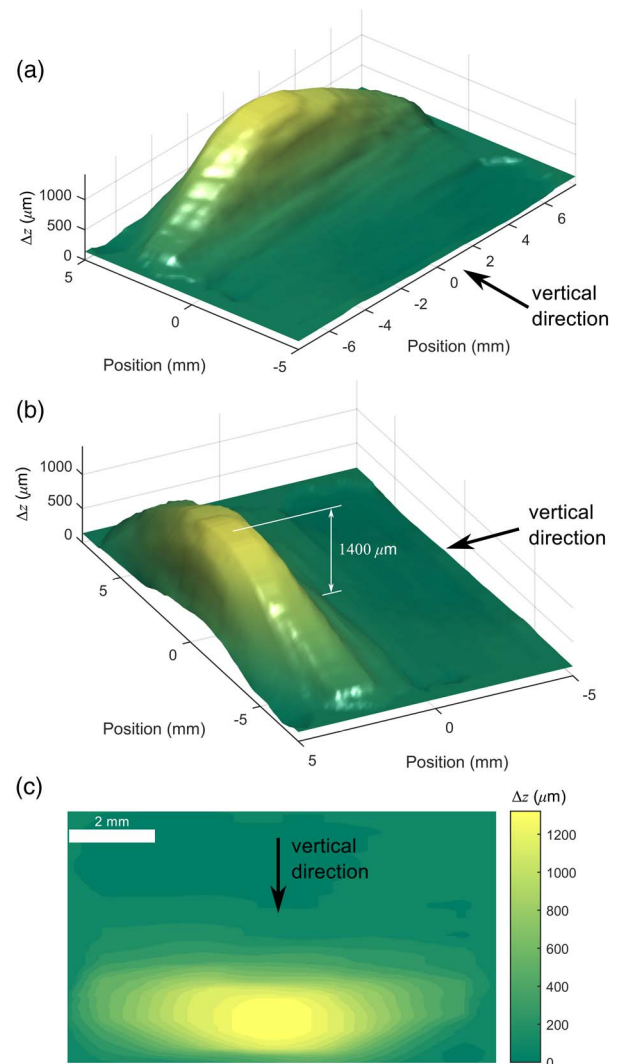 (a)
1000
500
0
Δz (μm)
5
0
-5
Position (mm)
-6
-4
-2
0
2
4
6
Position (mm)
vertical
direction
(b)
1000
500
0
Δz (μm)
1400 μm
vertical
direction
5
0
-5
Position (mm)
5
0
-5
Position (mm)
(c)
2 mm
vertical
direction
Δz (μm)
1200
1000
800
600
400
200
0